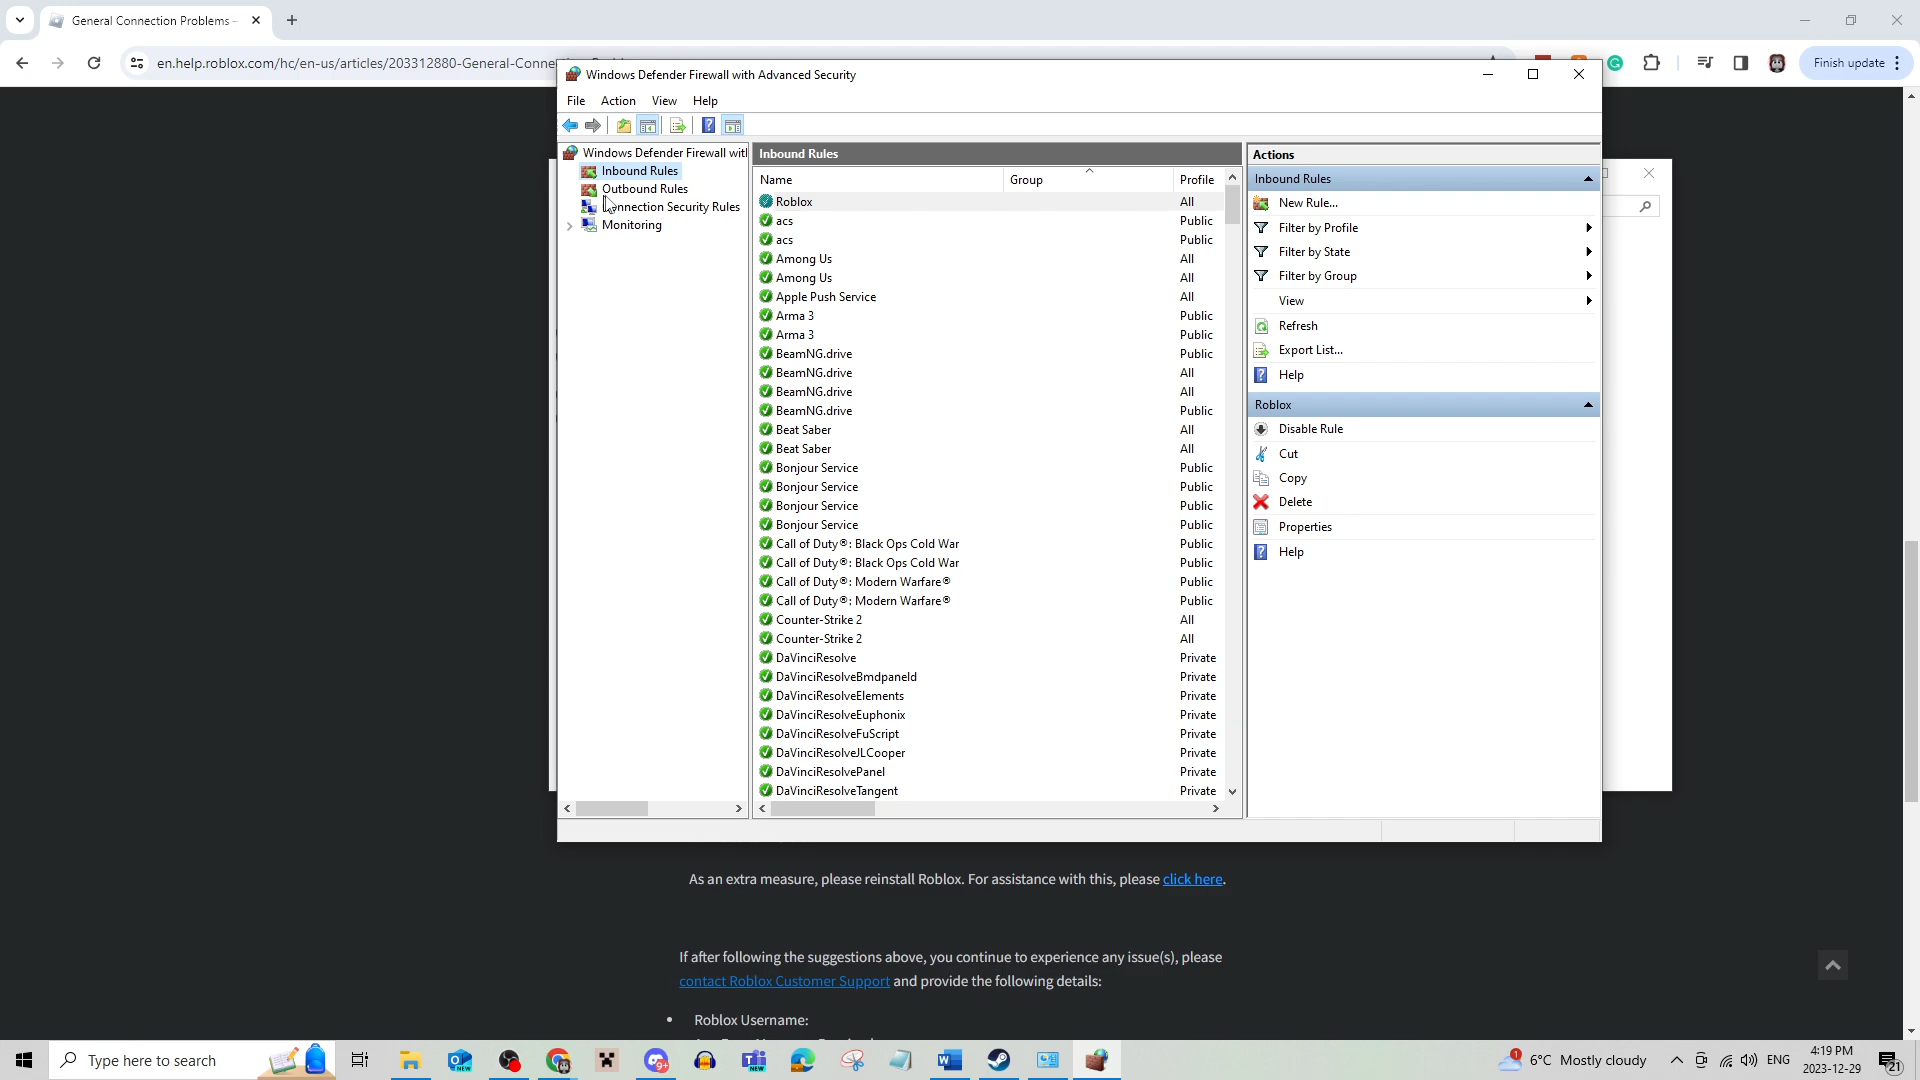 General Connection Problems –
en.help.roblox.com/hc/en-us/articles/203312880-General-Conne
Finish update
Windows Defender Firewall with Advanced Security
File Action View Help
Windows Defender Firewall with
Inbound Rules
Outbound Rules
Connection Security Rules
Monitoring
Inbound Rules
Name Group Profile
Roblox All
acs Public
acs Public
Among Us All
Among Us All
Apple Push Service All
Arma 3 Public
Arma 3 Public
BeamNG.drive Public
BeamNG.drive All
BeamNG.drive All
BeamNG.drive Public
Beat Saber All
Beat Saber All
Bonjour Service Public
Bonjour Service Public
Bonjour Service Public
Bonjour Service Public
Call of Duty®: Black Ops Cold War Public
Call of Duty®: Black Ops Cold War Public
Call of Duty®: Modern Warfare® Public
Call of Duty®: Modern Warfare® Public
Counter-Strike 2 All
Counter-Strike 2 All
DaVinciResolve Private
DaVinciResolveBmdpaneld Private
DaVinciResolveElements Private
DaVinciResolveEuphonix Private
DaVinciResolveFuScript Private
DaVinciResolveJLCooper Private
DaVinciResolvePanel Private
DaVinciResolveTangent Private
Actions
Inbound Rules
New Rule...
Filter by Profile
Filter by State
Filter by Group
View
Refresh
Export List...
Help
Roblox
Disable Rule
Cut
Copy
Delete
Properties
Help
As an extra measure, please reinstall Roblox. For assistance with this, please click here.
If after following the suggestions above, you continue to experience any issue(s), please
contact Roblox Customer Support and provide the following details:
• Roblox Username:
Type here to search
NEW
9+
NEW
1
6°C Mostly cloudy
ENG
4:19 PM
2023-12-29
21